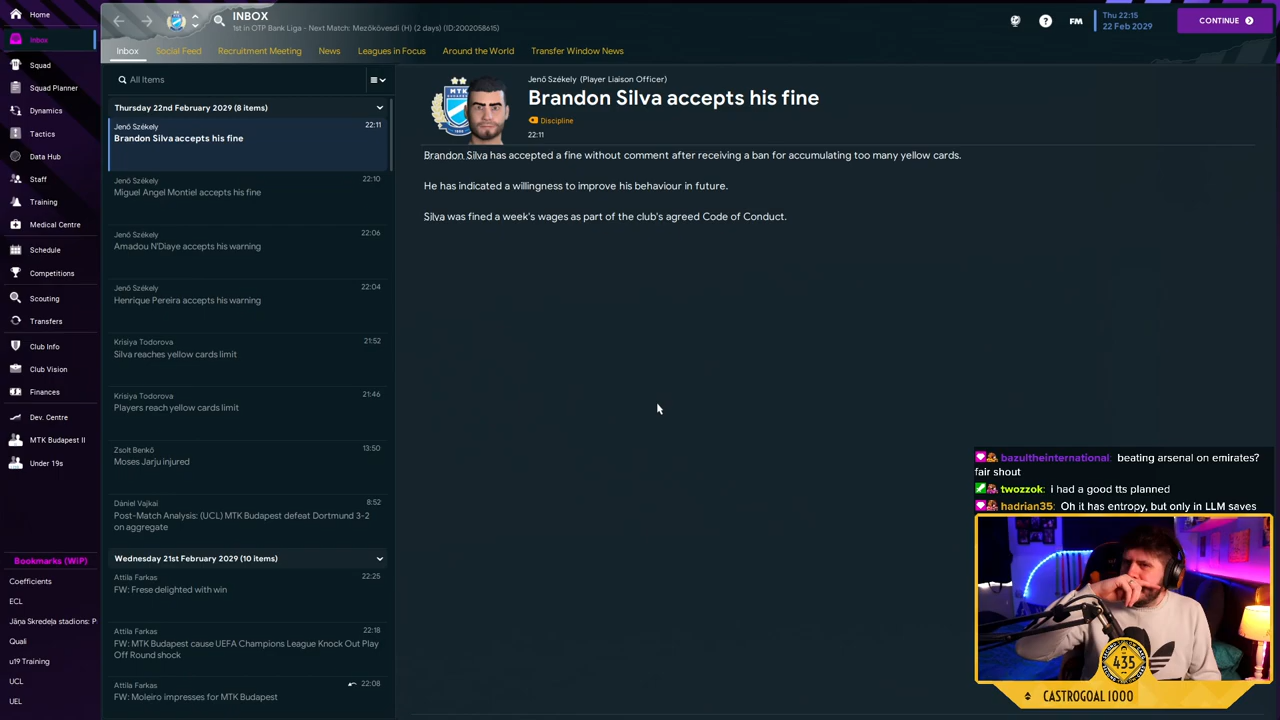 Home
Inbox
Squad
Squad Planner
Dynamics
Tactics
Data Hub
Staff
Training
Medical Centre
Schedule
Competitions
Scouting
Transfers
Club Info
Club Vision
Finances
Dev. Centre
MTK Budapest II
Under 19s
Bookmarks (WiP)
Coefficients
ECL
Jāņa Skredeļa stadions: P
Quali
u19 Training
UCL
UEL
INBOX
1st in OTP Bank Liga - Next Match: Mezőkövesdi (H) (2 days) (ID:2002058615)
FM
Thu 22:15
22 Feb 2029
CONTINUE
Inbox
Social Feed
Recruitment Meeting
News
Leagues in Focus
Around the World
Transfer Window News
All Items
Thursday 22nd February 2029 (8 items)
Jenő Székely 22:11
Brandon Silva accepts his fine
Jenő Székely 22:10
Miguel Angel Montiel accepts his fine
Jenő Székely 22:06
Amadou N'Diaye accepts his warning
Jenő Székely 22:04
Henrique Pereira accepts his warning
Krisiya Todorova 21:52
Silva reaches yellow cards limit
Krisiya Todorova 21:46
Players reach yellow cards limit
Zsolt Benkő 13:50
Moses Jarju injured
Dániel Vajkai 8:52
Post-Match Analysis: (UCL) MTK Budapest defeat Dortmund 3-2
on aggregate
Wednesday 21st February 2029 (10 items)
Attila Farkas 22:25
FW: Frese delighted with win
Attila Farkas 22:18
FW: MTK Budapest cause UEFA Champions League Knock Out Play
Off Round shock
Attila Farkas 22:08
FW: Moleiro impresses for MTK Budapest
MTK
Jenő Székely (Player Liaison Officer)
Brandon Silva accepts his fine
Discipline
22:11
Brandon Silva has accepted a fine without comment after receiving a ban for accumulating too many yellow cards.
He has indicated a willingness to improve his behaviour in future.
Silva was fined a week's wages as part of the club's agreed Code of Conduct.
bazultheinternational: beating arsenal on emirates?
fair shout
twozzok: i had a good tts planned
hadrian35: Oh it has entropy, but only in LLM saves
435
CASTROGOAL 1000